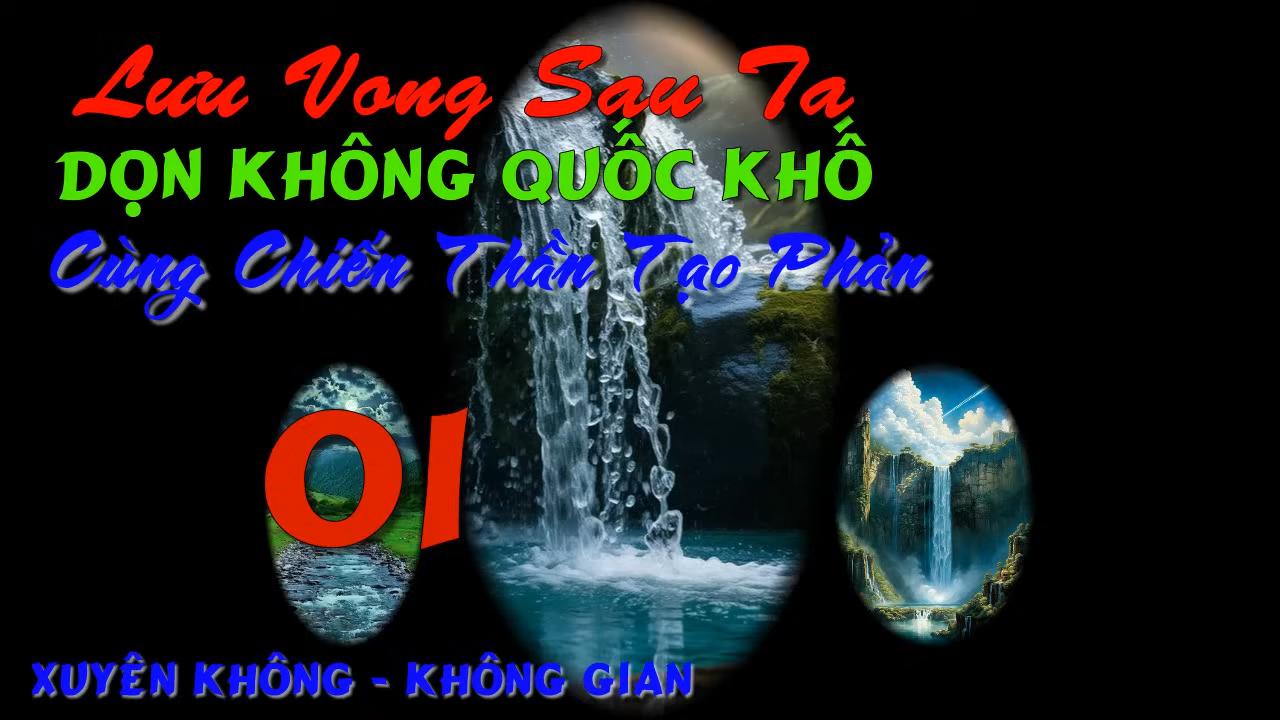 Lưu Vong Sau Ta
DỌN KHÔNG QUỐC KHỐ
Cùng Chiến Thần Tạo Phản
01
XUYÊN KHÔNG - KHÔNG GIAN